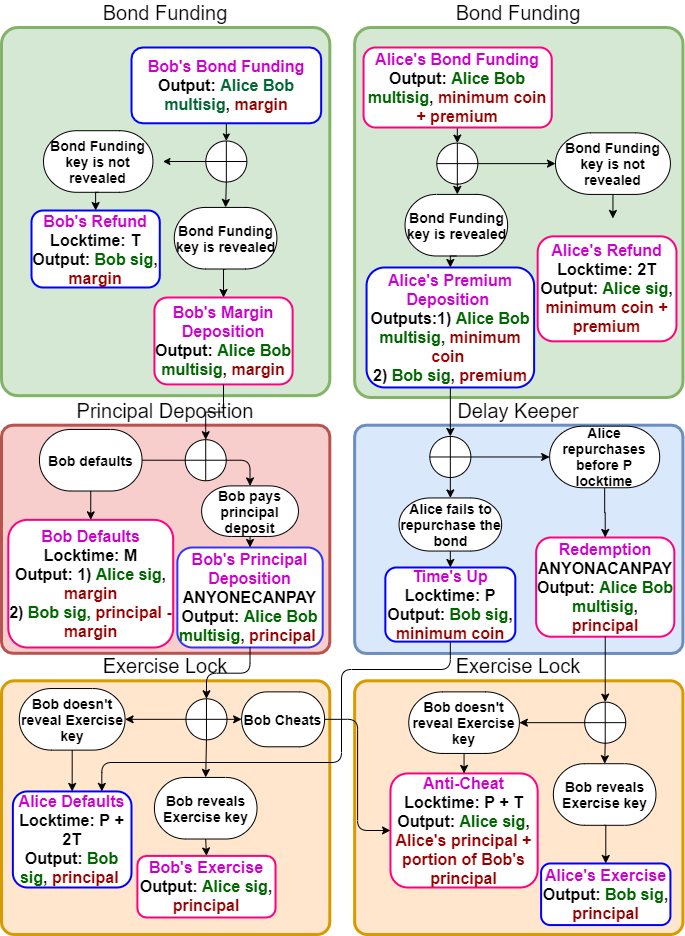 Bond Funding
Bob's Bond Funding
Output: Alice Bob
multisig, margin
Bond Funding
key is not
revealed
Bob's Refund
Locktime: T
Output: Bob sig,
margin
Bond Funding
key is revealed
Bob's Margin
Deposition
Output: Alice Bob
multisig, margin
Bond Funding
Alice's Bond Funding
Output: Alice Bob
multisig, minimum coin
+ premium
Bond Funding
key is not
revealed
Bond Funding
key is revealed
Alice's Refund
Locktime: 2T
Output: Alice sig,
minimum coin +
premium
Alice's Premium
Deposition
Outputs:1) Alice Bob
multisig, minimum
coin
2) Bob sig, premium
Principal Deposition
Bob defaults
Bob pays
principal
deposit
Bob Defaults
Locktime: M
Output: 1) Alice sig,
margin
2) Bob sig, principal -
margin
Bob's Principal
Deposition
ANYONECANPAY
Output: Alice Bob
multisig, principal
Delay Keeper
Alice
repurchases
before P
locktime
Alice fails to
repurchase the
bond
Time's Up
Locktime: P
Output: Bob sig,
minimum coin
Redemption
ANYONACANPAY
Output: Alice Bob
multisig,
principal
Exercise Lock
Bob doesn't
reveal Exercise
key
Bob Cheats
Alice Defaults
Locktime: P +
2T
Output: Bob
sig, principal
Bob reveals
Exercise key
Bob's Exercise
Output: Alice sig,
principal
Exercise Lock
Bob doesn't
reveal Exercise
key
Anti-Cheat
Locktime: P + T
Output: Alice sig,
Alice's principal +
portion of Bob's
principal
Bob reveals
Exercise key
Alice's Exercise
Output: Bob sig,
principal